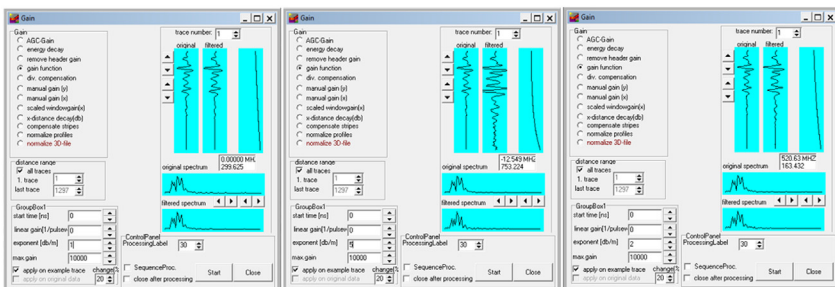 Gain
Gain
AGC-Gain
energy decay
remove header gain
gain function
div. compensation
manual gain (y)
manual gain (x)
scaled windowgain(x)
x-distance decay(db)
compensate stripes
normalize profiles
normalize 3D-file
trace number: 1
original filtered
0.00000 MHZ
original spectrum 299.625
filtered spectrum
distance range
all traces
1. trace 1
last trace 1297
GroupBox1
start time [ns] 0
linear gain[1/pulsev 0
exponent [db/m] 1
max.gain 10000
apply on example trace change%
apply on original data 20
ControlPanel
ProcessingLabel 30
SequenceProc.
close after processing
Start Close
Gain
Gain
AGC-Gain
energy decay
remove header gain
gain function
div. compensation
manual gain (y)
manual gain (x)
scaled windowgain(x)
x-distance decay(db)
compensate stripes
normalize profiles
normalize 3D-file
trace number: 1
original filtered
-12.549 MHZ
original spectrum 753.224
filtered spectrum
distance range
all traces
1. trace 1
last trace 1297
GroupBox1
start time [ns] 0
linear gain[1/pulsev 0
exponent [db/m] 5
max.gain 10000
apply on example trace change%
apply on original data 20
ControlPanel
ProcessingLabel 30
SequenceProc.
close after processing
Start Close
Gain
Gain
AGC-Gain
energy decay
remove header gain
gain function
div. compensation
manual gain (y)
manual gain (x)
scaled windowgain(x)
x-distance decay(db)
compensate stripes
normalize profiles
normalize 3D-file
trace number: 1
original filtered
520.63 MHZ
original spectrum 163.432
filtered spectrum
distance range
all traces
1. trace 1
last trace 1297
GroupBox1
start time [ns] 0
linear gain[1/pulsev 0
exponent [db/m] 2
max.gain 10000
apply on example trace change%
apply on original data 20
ControlPanel
ProcessingLabel 30
SequenceProc.
close after processing
Start Close